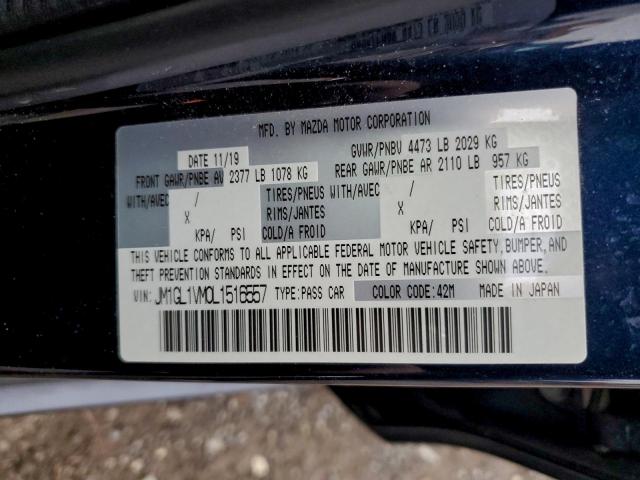 MFD. BY MAZDA MOTOR CORPORATION
DATE 11/19 GVWR/PNBV 4473 LB 2029 KG
FRONT GAWR/PNBE AV 2377 LB 1078 KG REAR GAWR/PNBE AR 2110 LB 957 KG
WITH/AVEC / TIRES/PNEUS WITH/AVEC / TIRES/PNEUS
X RIMS/JANTES X RIMS/JANTES
KPA/ PSI COLD/A FROID KPA/ PSI COLD/A FROID
THIS VEHICLE CONFORMS TO ALL APPLICABLE FEDERAL MOTOR VEHICLE SAFETY, BUMPER, AND
THEFT PREVENTION STANDARDS IN EFFECT ON THE DATE OF MANUFACTURE SHOWN ABOVE.
VIN: JM1GL1VM0L1516557 TYPE:PASS CAR COLOR CODE:42M MADE IN JAPAN